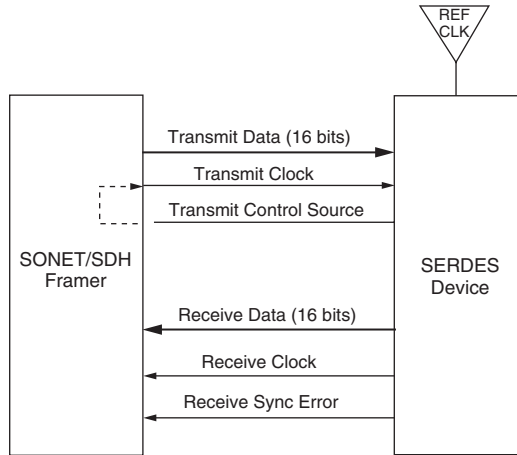 REF
CLK
Transmit Data (16 bits)
Transmit Clock
Transmit Control Source
SONET/SDH
Framer
SERDES
Device
Receive Data (16 bits)
Receive Clock
Receive Sync Error